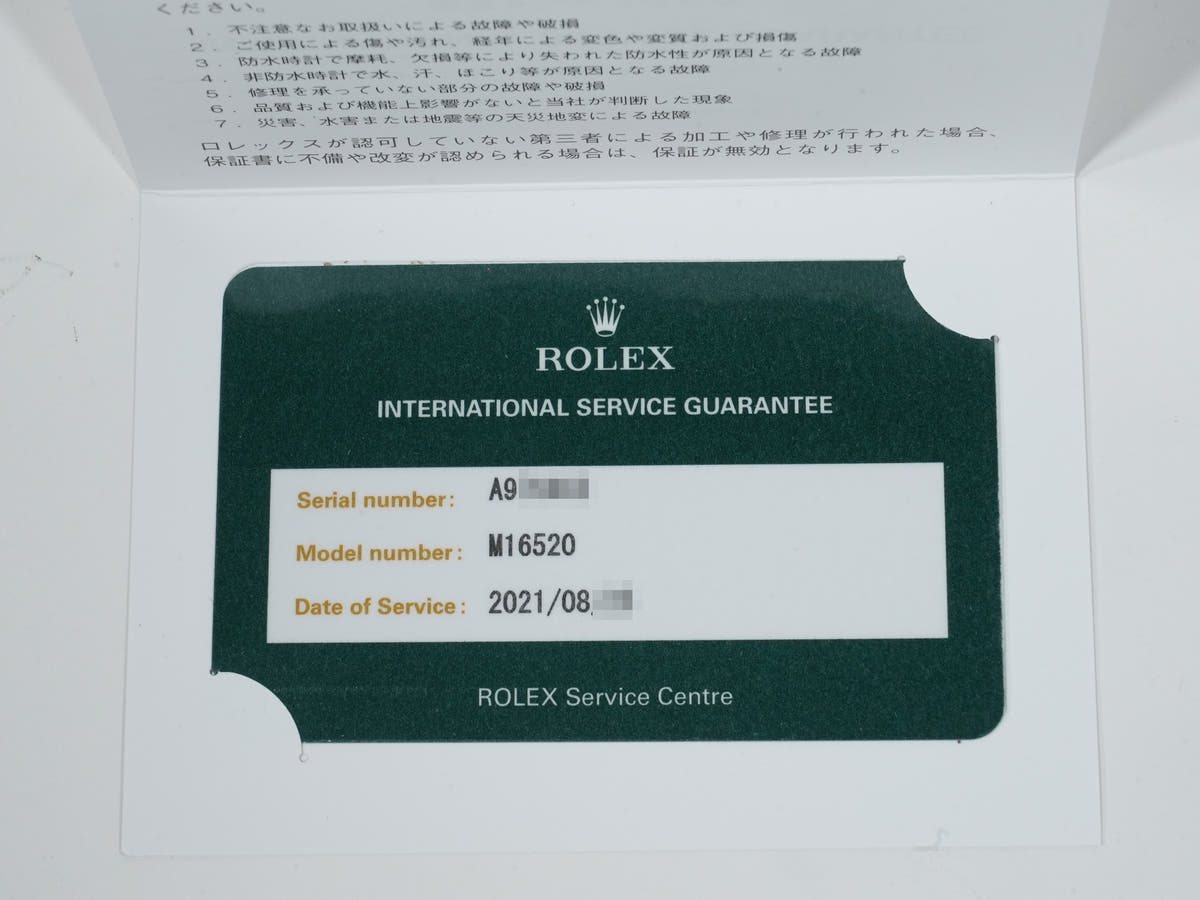 ください。
1．不注意なお取扱いによる故障や破損
2．ご使用による傷や汚れ、経年による変色や変質および損傷
3．防水時計で摩耗、欠損等により失われた防水性が原因となる故障
4．非防水時計で水、汗、ほこり等が原因となる故障
5．修理を承っていない部分の故障や破損
6．品質および機能上影響がないと当社が判断した現象
7．災害、水害または地震等の天災地変による故障
ロレックスが認可していない第三者による加工や修理が行われた場合、
保証書に不備や改変が認められる場合は、保証が無効となります。
ROLEX
INTERNATIONAL SERVICE GUARANTEE
Serial number: A9
Model number: M16520
Date of Service: 2021/08
ROLEX Service Centre